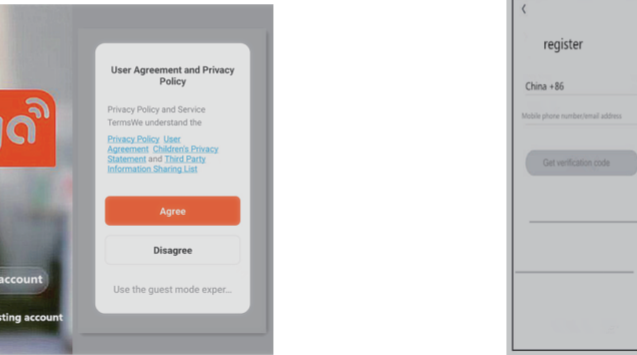 account
sting account
User Agreement and Privacy
Policy
Privacy Policy and Service
TermsWe understand the
Privacy Policy User
Agreement Children's Privacy
Statement and Third Party
Information Sharing List
Agree
Disagree
Use the guest mode exper...
register
China +86
Mobile phone number/email address
Get verification code